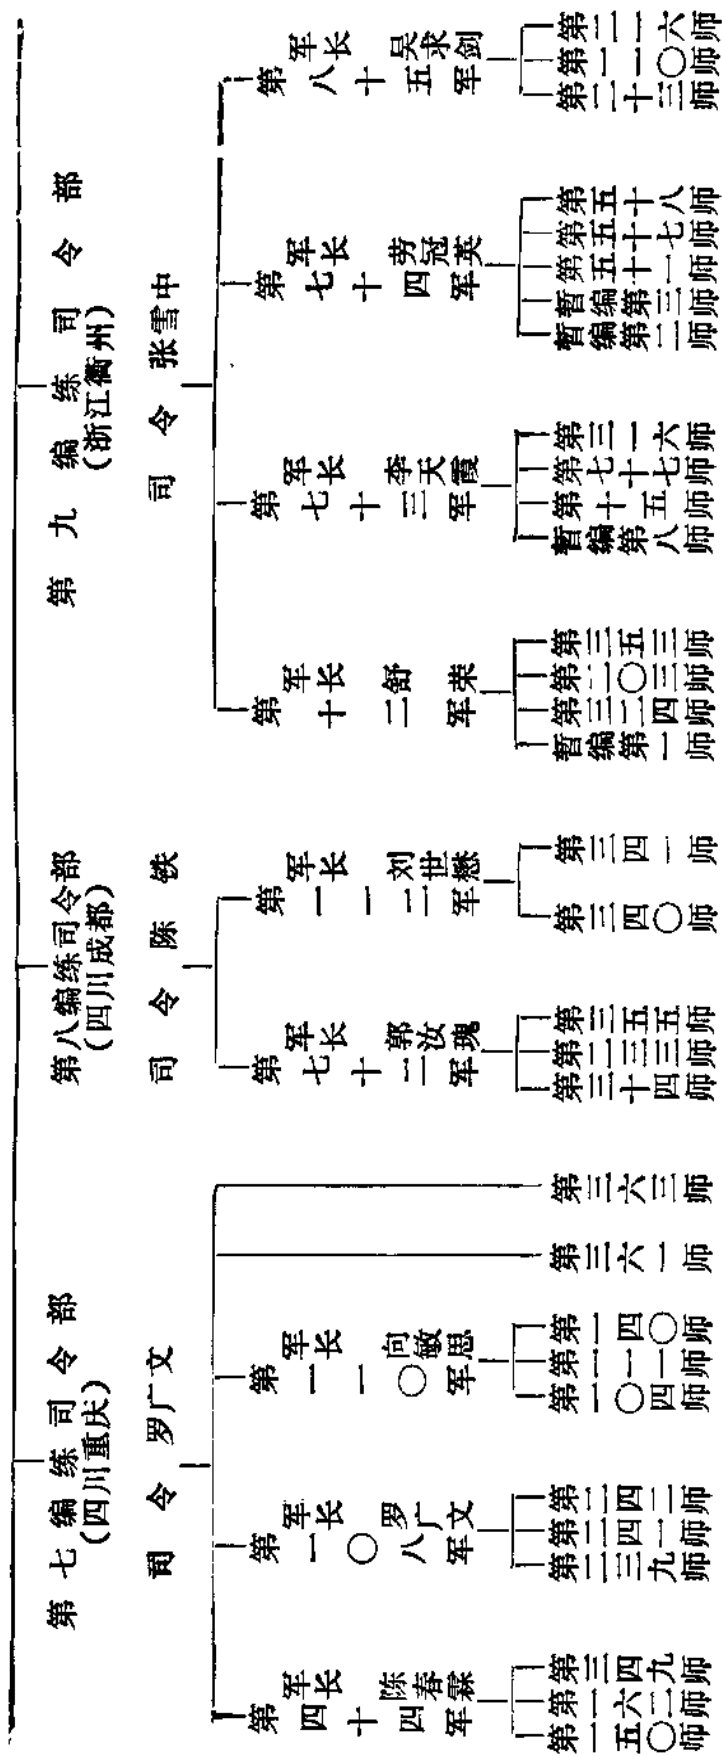 第七编练司令部
(四川重庆)
司令 罗广文
第四十四军
军长 陈春霖
第一五〇师
第一六二师
第三四九师
第一〇八军
军长 罗广文
第二三九师
第二四一师
第二四二师
第一一〇军
军长 向敏思
第一〇四师
第一一一师
第一四〇师
第三六一师
第三六三师
第八编练司令部
(四川成都)
司令 陈铁
第七十二军
军长 郭汝瑰
第三十四师
第二三三师
第三五五师
第一一二军
军长 刘世懋
第三四〇师
第三四一师
第九编练司令部
(浙江衢州)
司令 张雪中
第十二军
军长 舒荣
暂编第一师
第三二四师
第二〇三师
第三五三师
第七十三军
军长 李天霞
暂编第八师
第十五师
第七十七师
第三一六师
第七十四军
军长 劳冠英
暂编第二师
暂编第三师
第五十一师
第五十七师
第五十八师
第八十五军
军长 吴求剑
第二十三师
第一一〇师
第二一六师